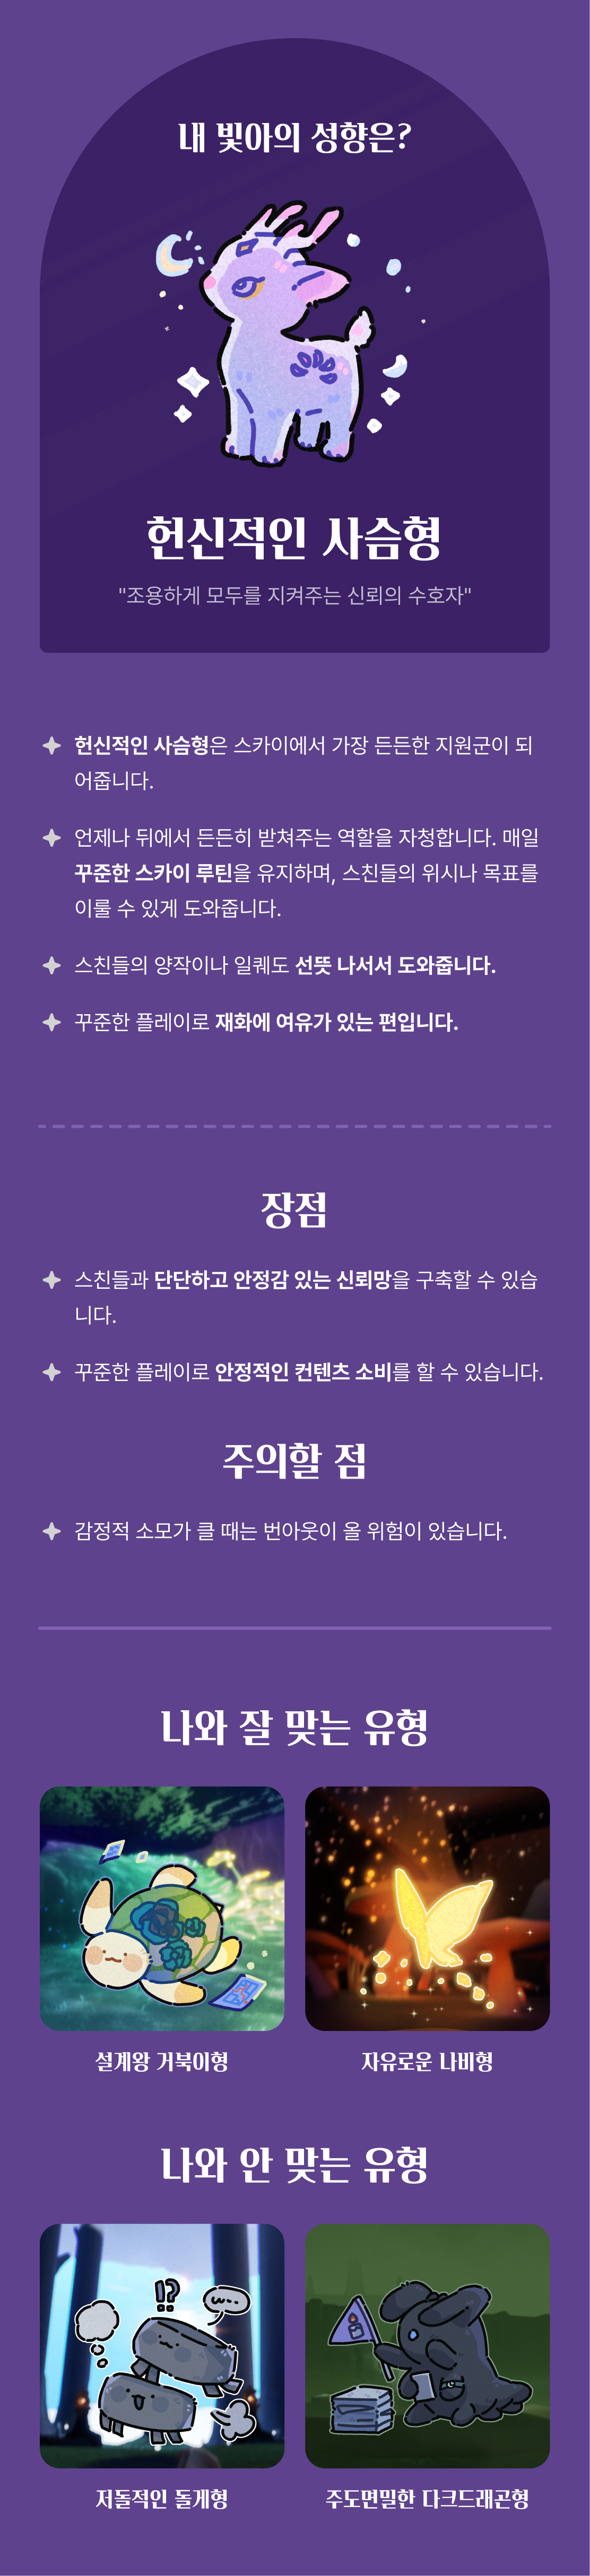 내 빛아의 성향은?
헌신적인 사슴형
"조용하게 모두를 지켜주는 신뢰의 수호자"
헌신적인 사슴형은 스카이에서 가장 든든한 지원군이 되
어줍니다.
언제나 뒤에서 든든히 받쳐주는 역할을 자청합니다. 매일
꾸준한 스카이 루틴을 유지하며, 스친들의 위시나 목표를
이룰 수 있게 도와줍니다.
스친들의 양작이나 일퀘도 선뜻 나서서 도와줍니다.
꾸준한 플레이로 재화에 여유가 있는 편입니다.
장점
스친들과 단단하고 안정감 있는 신뢰망을 구축할 수 있습
니다.
꾸준한 플레이로 안정적인 컨텐츠 소비를 할 수 있습니다.
주의할 점
감정적 소모가 클 때는 번아웃이 올 위험이 있습니다.
나와 잘 맞는 유형
설계왕 거북이형
자유로운 나비형
나와 안 맞는 유형
!?
저돌적인 돌게형
주도면밀한 다크드래곤형